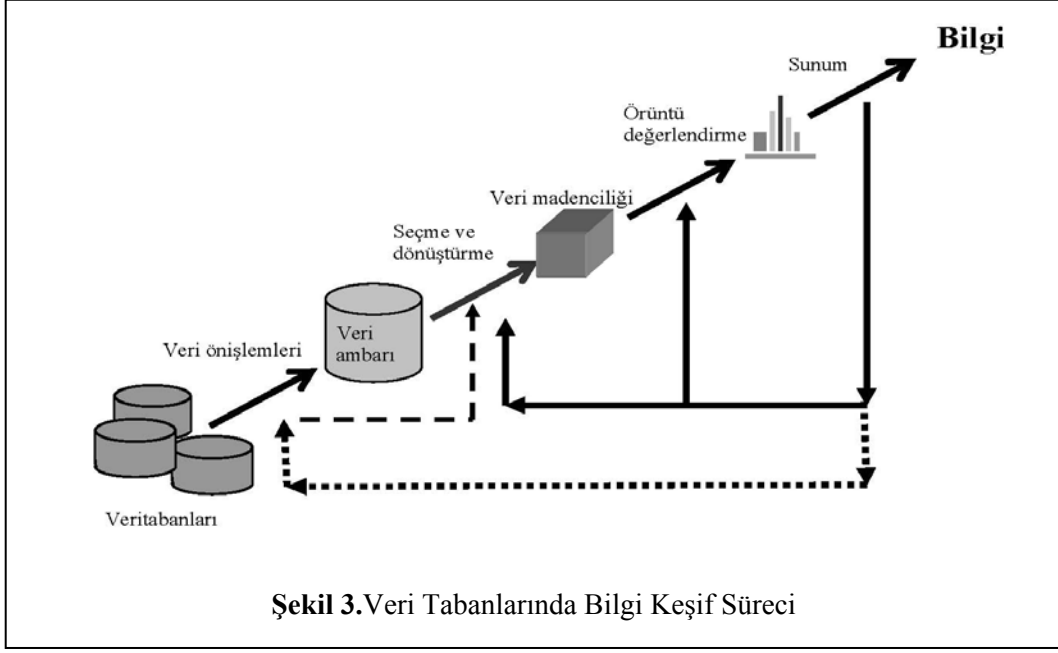 Bilgi
Sunum
Örüntü
değerlendirme
Veri madenciliği
Seçme ve
dönüştürme
Veri
ambarı
Veri önişlemleri
Veritabanları
Şekil 3.Veri Tabanlarında Bilgi Keşif Süreci